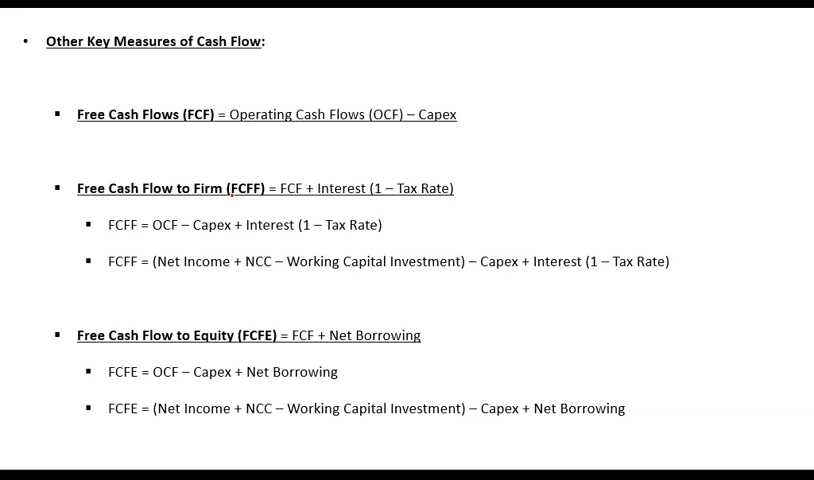 • Other Key Measures of Cash Flow:
▪ Free Cash Flows (FCF) = Operating Cash Flows (OCF) – Capex
▪ Free Cash Flow to Firm (FCFF) = FCF + Interest (1 – Tax Rate)
▪ FCFF = OCF – Capex + Interest (1 – Tax Rate)
▪ FCFF = (Net Income + NCC – Working Capital Investment) – Capex + Interest (1 – Tax Rate)
▪ Free Cash Flow to Equity (FCFE) = FCF + Net Borrowing
▪ FCFE = OCF – Capex + Net Borrowing
▪ FCFE = (Net Income + NCC – Working Capital Investment) – Capex + Net Borrowing